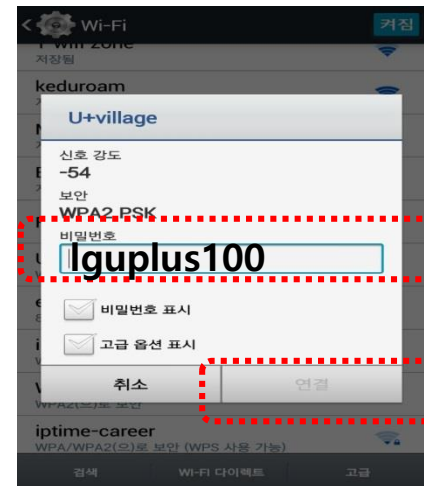 Wi-Fi
켜짐
T wifi zone
저장됨
keduroam
U+village
신호 강도
-54
보안
WPA2 PSK
비밀번호
lguplus100
비밀번호 표시
고급 옵션 표시
취소
연결
WPA2(으)로 보안
iptime-career
WPA/WPA2(으)로 보안 (WPS 사용 가능)
검색
Wi-Fi 다이렉트
고급